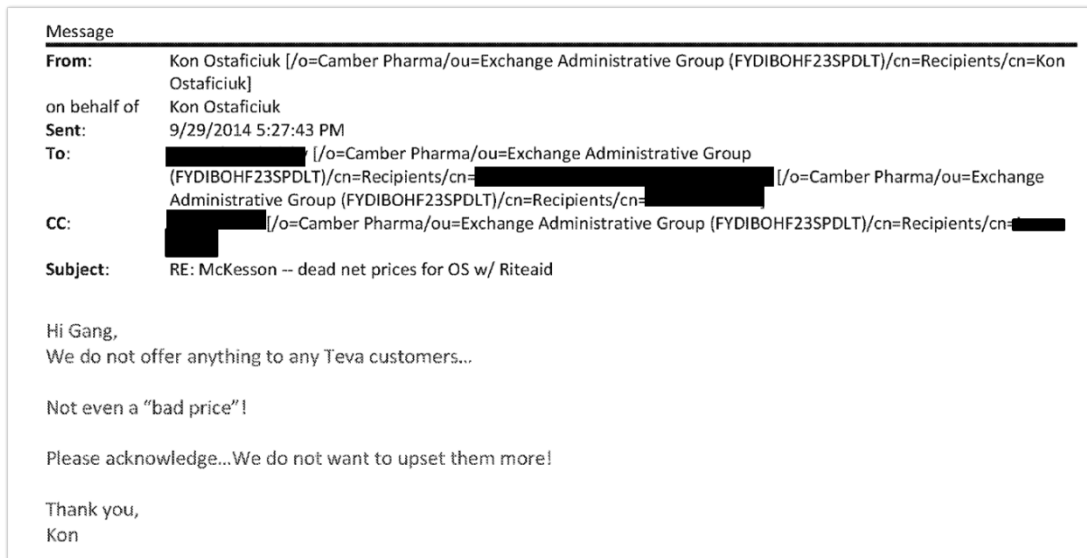 Message
From: Kon Ostaficiuk [/o=Camber Pharma/ou=Exchange Administrative Group (FYDIBOHF23SPDLT)/cn=Recipients/cn=Kon
Ostaficiuk]
on behalf of Kon Ostaficiuk
Sent: 9/29/2014 5:27:43 PM
To: [/o=Camber Pharma/ou=Exchange Administrative Group
(FYDIBOHF23SPDLT)/cn=Recipients/cn= [/o=Camber Pharma/ou=Exchange
Administrative Group (FYDIBOHF23SPDLT)/cn=Recipients/cn=
CC: [/o=Camber Pharma/ou=Exchange Administrative Group (FYDIBOHF23SPDLT)/cn=Recipients/cn=
Subject: RE: McKesson -- dead net prices for OS w/ Riteaid
Hi Gang,
We do not offer anything to any Teva customers...
Not even a “bad price”!
Please acknowledge...We do not want to upset them more!
Thank you,
Kon